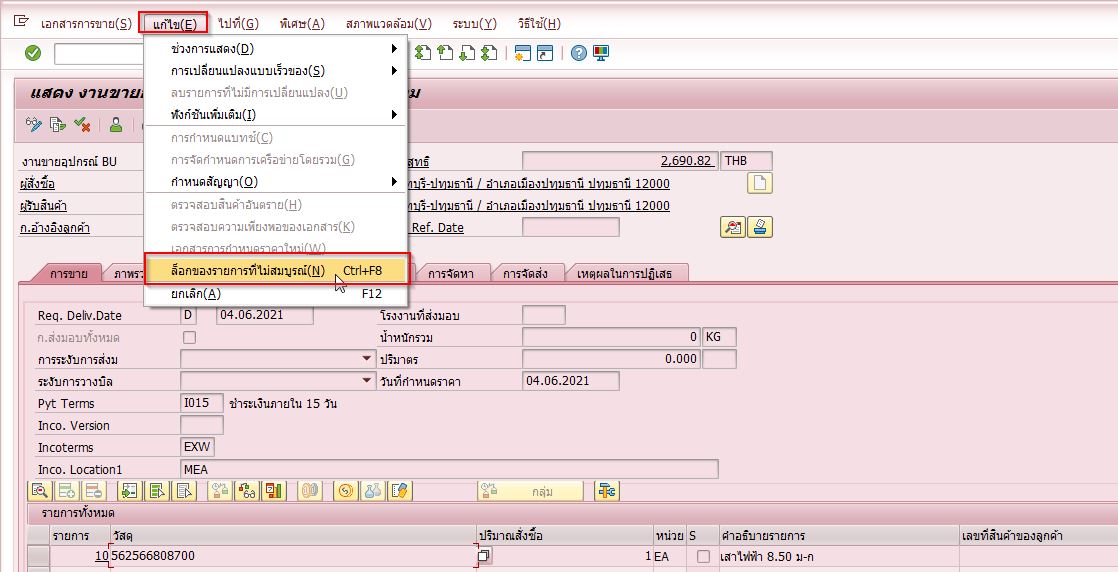 เอกสารการขาย(S) แก้ไข(E) ไปที่(G) พิเศษ(A) สภาพแวดล้อม(V) ระบบ(Y) วิธีใช้(H)
ช่วงการแสดง(D)
การเปลี่ยนแปลงแบบเร็วของ(S)
ลบรายการที่ไม่มีการเปลี่ยนแปลง(U)
ฟังก์ชันเพิ่มเติม(I)
การกำหนดแบทช์(C)
การจัดกำหนดการเครือข่ายโดยรวม(G)
กำหนดสัญญา(O)
ตรวจสอบสินค้าอันตราย(H)
ตรวจสอบความเพียงพอของเอกสาร(K)
เอกสารการกำหนดราคาใหม่(W)
ล็อกของรายการที่ไม่สมบูรณ์(N) Ctrl+F8
ยกเลิก(A) F12
แสดง งานขาย
งานขายอุปกรณ์ BU สุทธิ 2,690.82 THB
ผู้สั่งซื้อ ทบุรี-ปทุมธานี / อำเภอเมืองปทุมธานี ปทุมธานี 12000
ผู้รับสินค้า ทบุรี-ปทุมธานี / อำเภอเมืองปทุมธานี ปทุมธานี 12000
ก.อ้างอิงลูกค้า Ref. Date
การขาย ภาพรว การจัดหา การจัดส่ง เหตุผลในการปฏิเสธ
Req. Deliv.Date D 04.06.2021 โรงงานที่ส่งมอบ
ก.ส่งมอบทั้งหมด น้ำหนักรวม 0 KG
การระงับการส่งม ปริมาตร 0.000
ระงับการวางบิล วันที่กำหนดราคา 04.06.2021
Pyt Terms I015 ชำระเงินภายใน 15 วัน
Inco. Version
Incoterms EXW
Inco. Location1 MEA
กลุ่ม
รายการทั้งหมด
รายการ วัสดุ ปริมาณสั่งซื้อ หน่วย S คำอธิบายรายการ เลขที่สินค้าของลูกค้า
10 562566808700 1 EA เสาไฟฟ้า 8.50 ม-ก